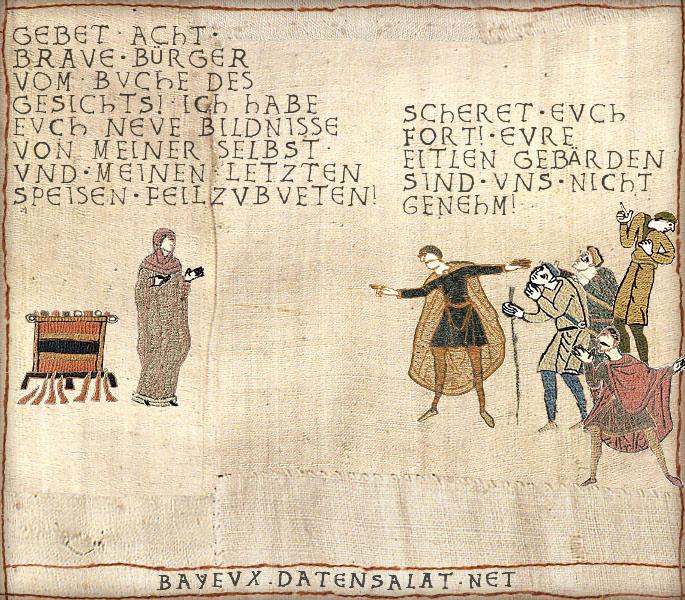 GEBET · ACHT ·
BRAVE · BÜRGER
VOM BVCHE DES
GESICHTS! ICH HABE
EVCH NEVE BILDNISSE
VON MEINER SELBST ·
VND · MEINEN LETZTEN
SPEISEN · FEILZVBVETEN!
SCHERET · EVCH
FORT! · EVRE
EITLEN GEBÄRDEN
SIND · VNS · NICHT
GENEHM!
BAYEVX.DATENSALAT.NET